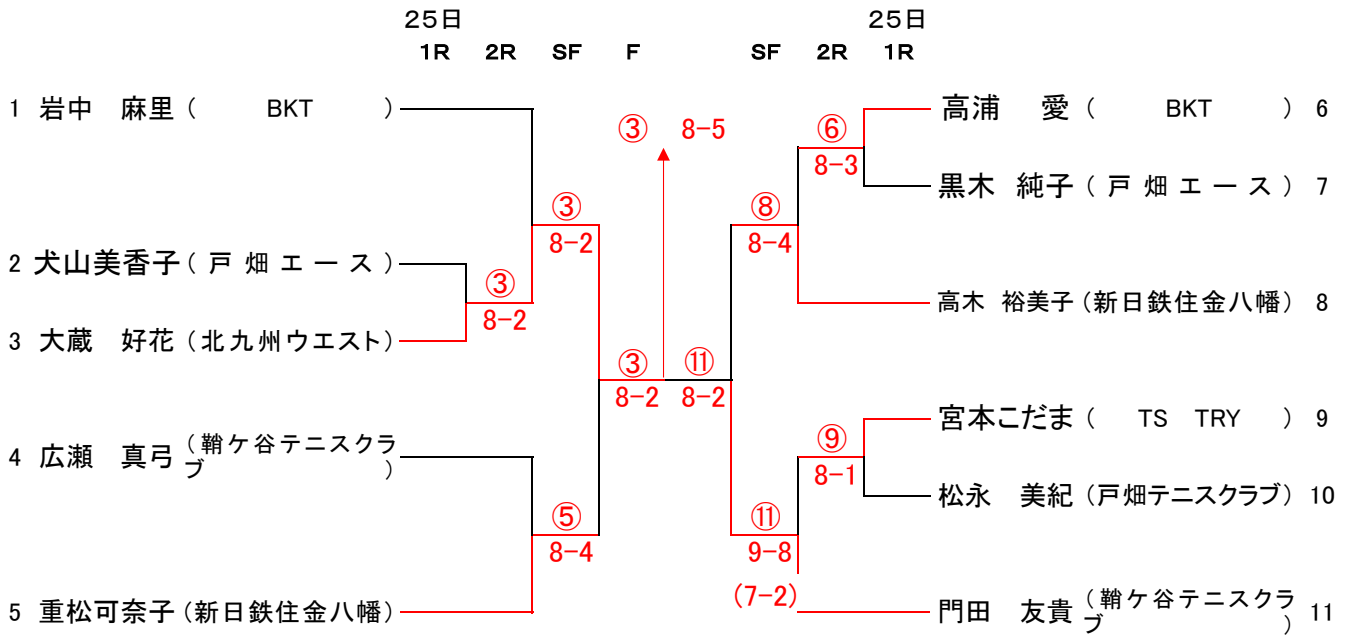 25日 25日
1R 2R SF F SF 2R 1R
1 岩中 麻里 ( BKT )
2 犬山美香子 ( 戸畑エース )
3 大蔵 好花 (北九州ウエスト)
4 広瀬 真弓 (鞘ケ谷テニスクラ
ブ )
5 重松可奈子 (新日鉄住金八幡)
③
8-2
③
8-2
⑤
8-4
③ 8-5
③ ⑪
8-2 8-2
⑧
8-4
⑪
9-8
(7-2)
⑥
8-3
⑨
8-1
高浦 愛 ( BKT ) 6
黒木 純子 ( 戸畑エース ) 7
高木 裕美子 (新日鉄住金八幡) 8
宮本こだま ( TS TRY ) 9
松永 美紀 (戸畑テニスクラブ) 10
門田 友貴 (鞘ケ谷テニスクラ
ブ ) 11